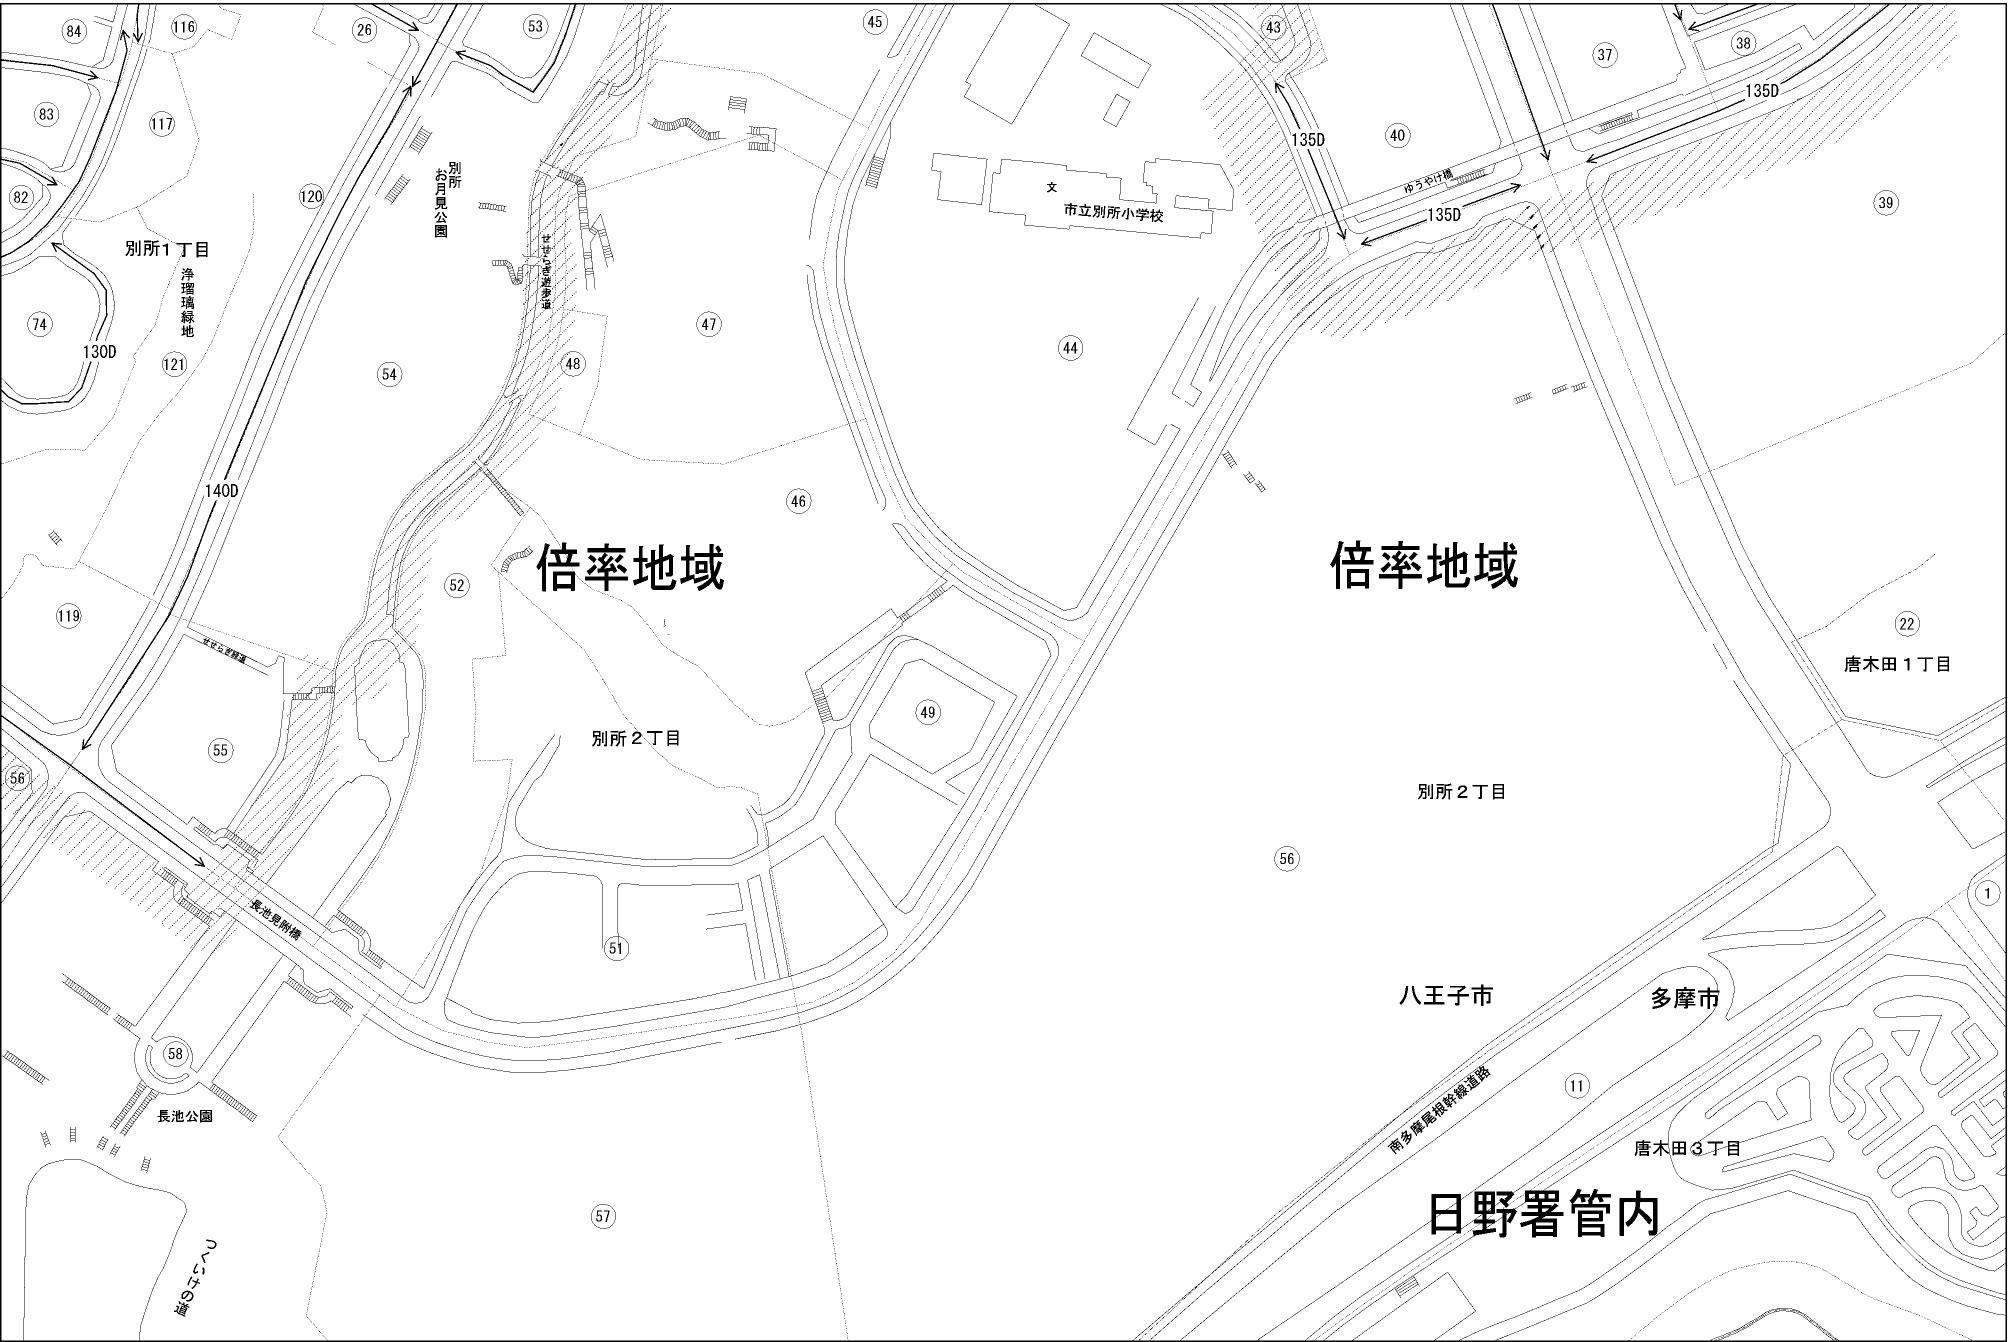 84
116
26
53
45
43
37
38
83
117
40
135D
135D
39
82
120
別所
お月見公園
文
市立別所小学校
ゆうやけ橋
135D
別所1丁目
浄瑠璃緑地
せせらぎ遊歩道
74
130D
121
54
48
47
44
140D
46
倍率地域
倍率地域
52
119
せせらぎ緑道
22
唐木田1丁目
49
55
別所2丁目
56
別所2丁目
56
1
長池見附橋
51
八王子市
多摩市
58
長池公園
11
南多摩尾根幹線道路
唐木田3丁目
57
日野署管内
つくいけの道